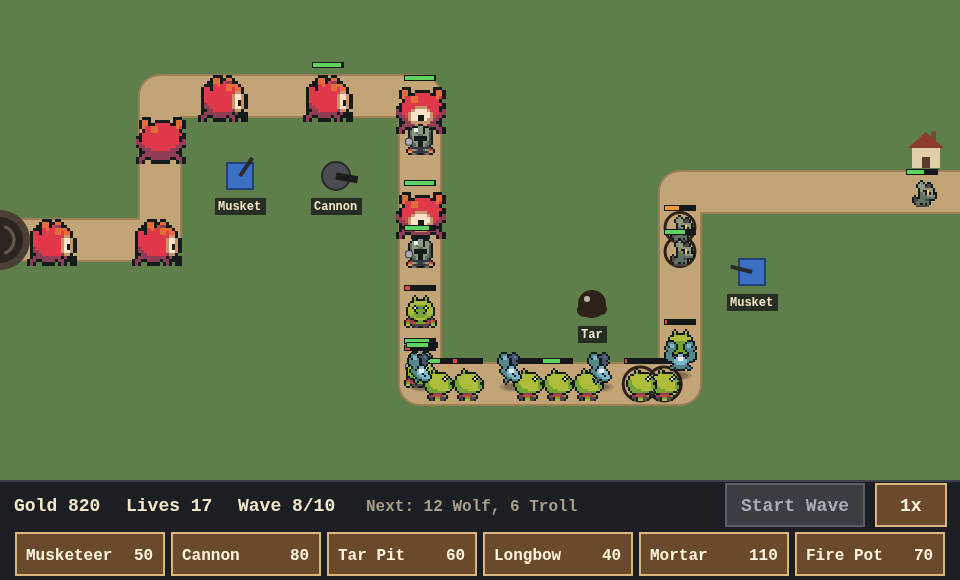 Musket
Cannon
Musket
Tar
Gold 820 Lives 17 Wave 8/10 Next: 12 Wolf, 6 Troll Start Wave 1x
Musketeer 50 Cannon 80 Tar Pit 60 Longbow 40 Mortar 110 Fire Pot 70